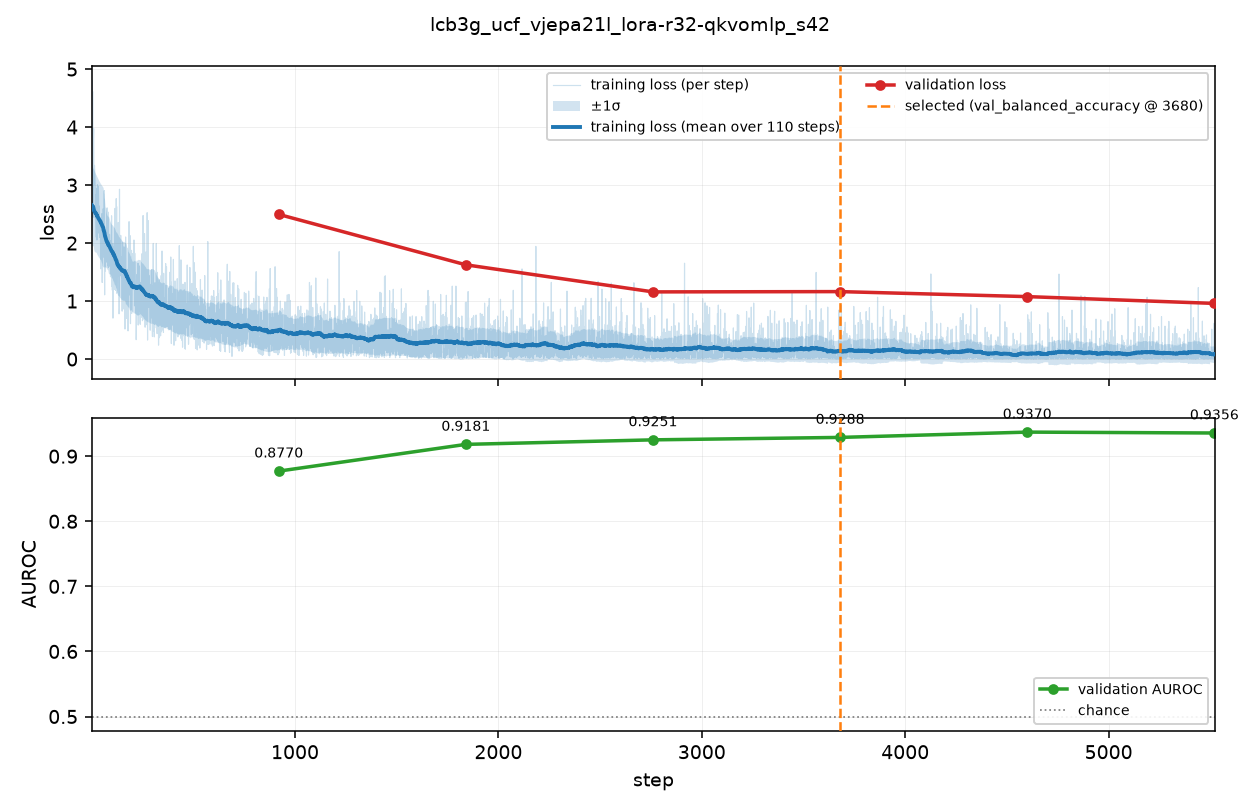 lcb3g_ucf_vjepa21l_lora-r32-qkvomlp_s42
training loss (per step)
±1σ
training loss (mean over 110 steps)
validation loss
selected (val_balanced_accuracy @ 3680)
loss
5
4
3
2
1
0
0.8770
0.9181
0.9251
0.9288
0.9370
0.9356
AUROC
0.9
0.8
0.7
0.6
0.5
validation AUROC
chance
1000
2000
3000
4000
5000
step